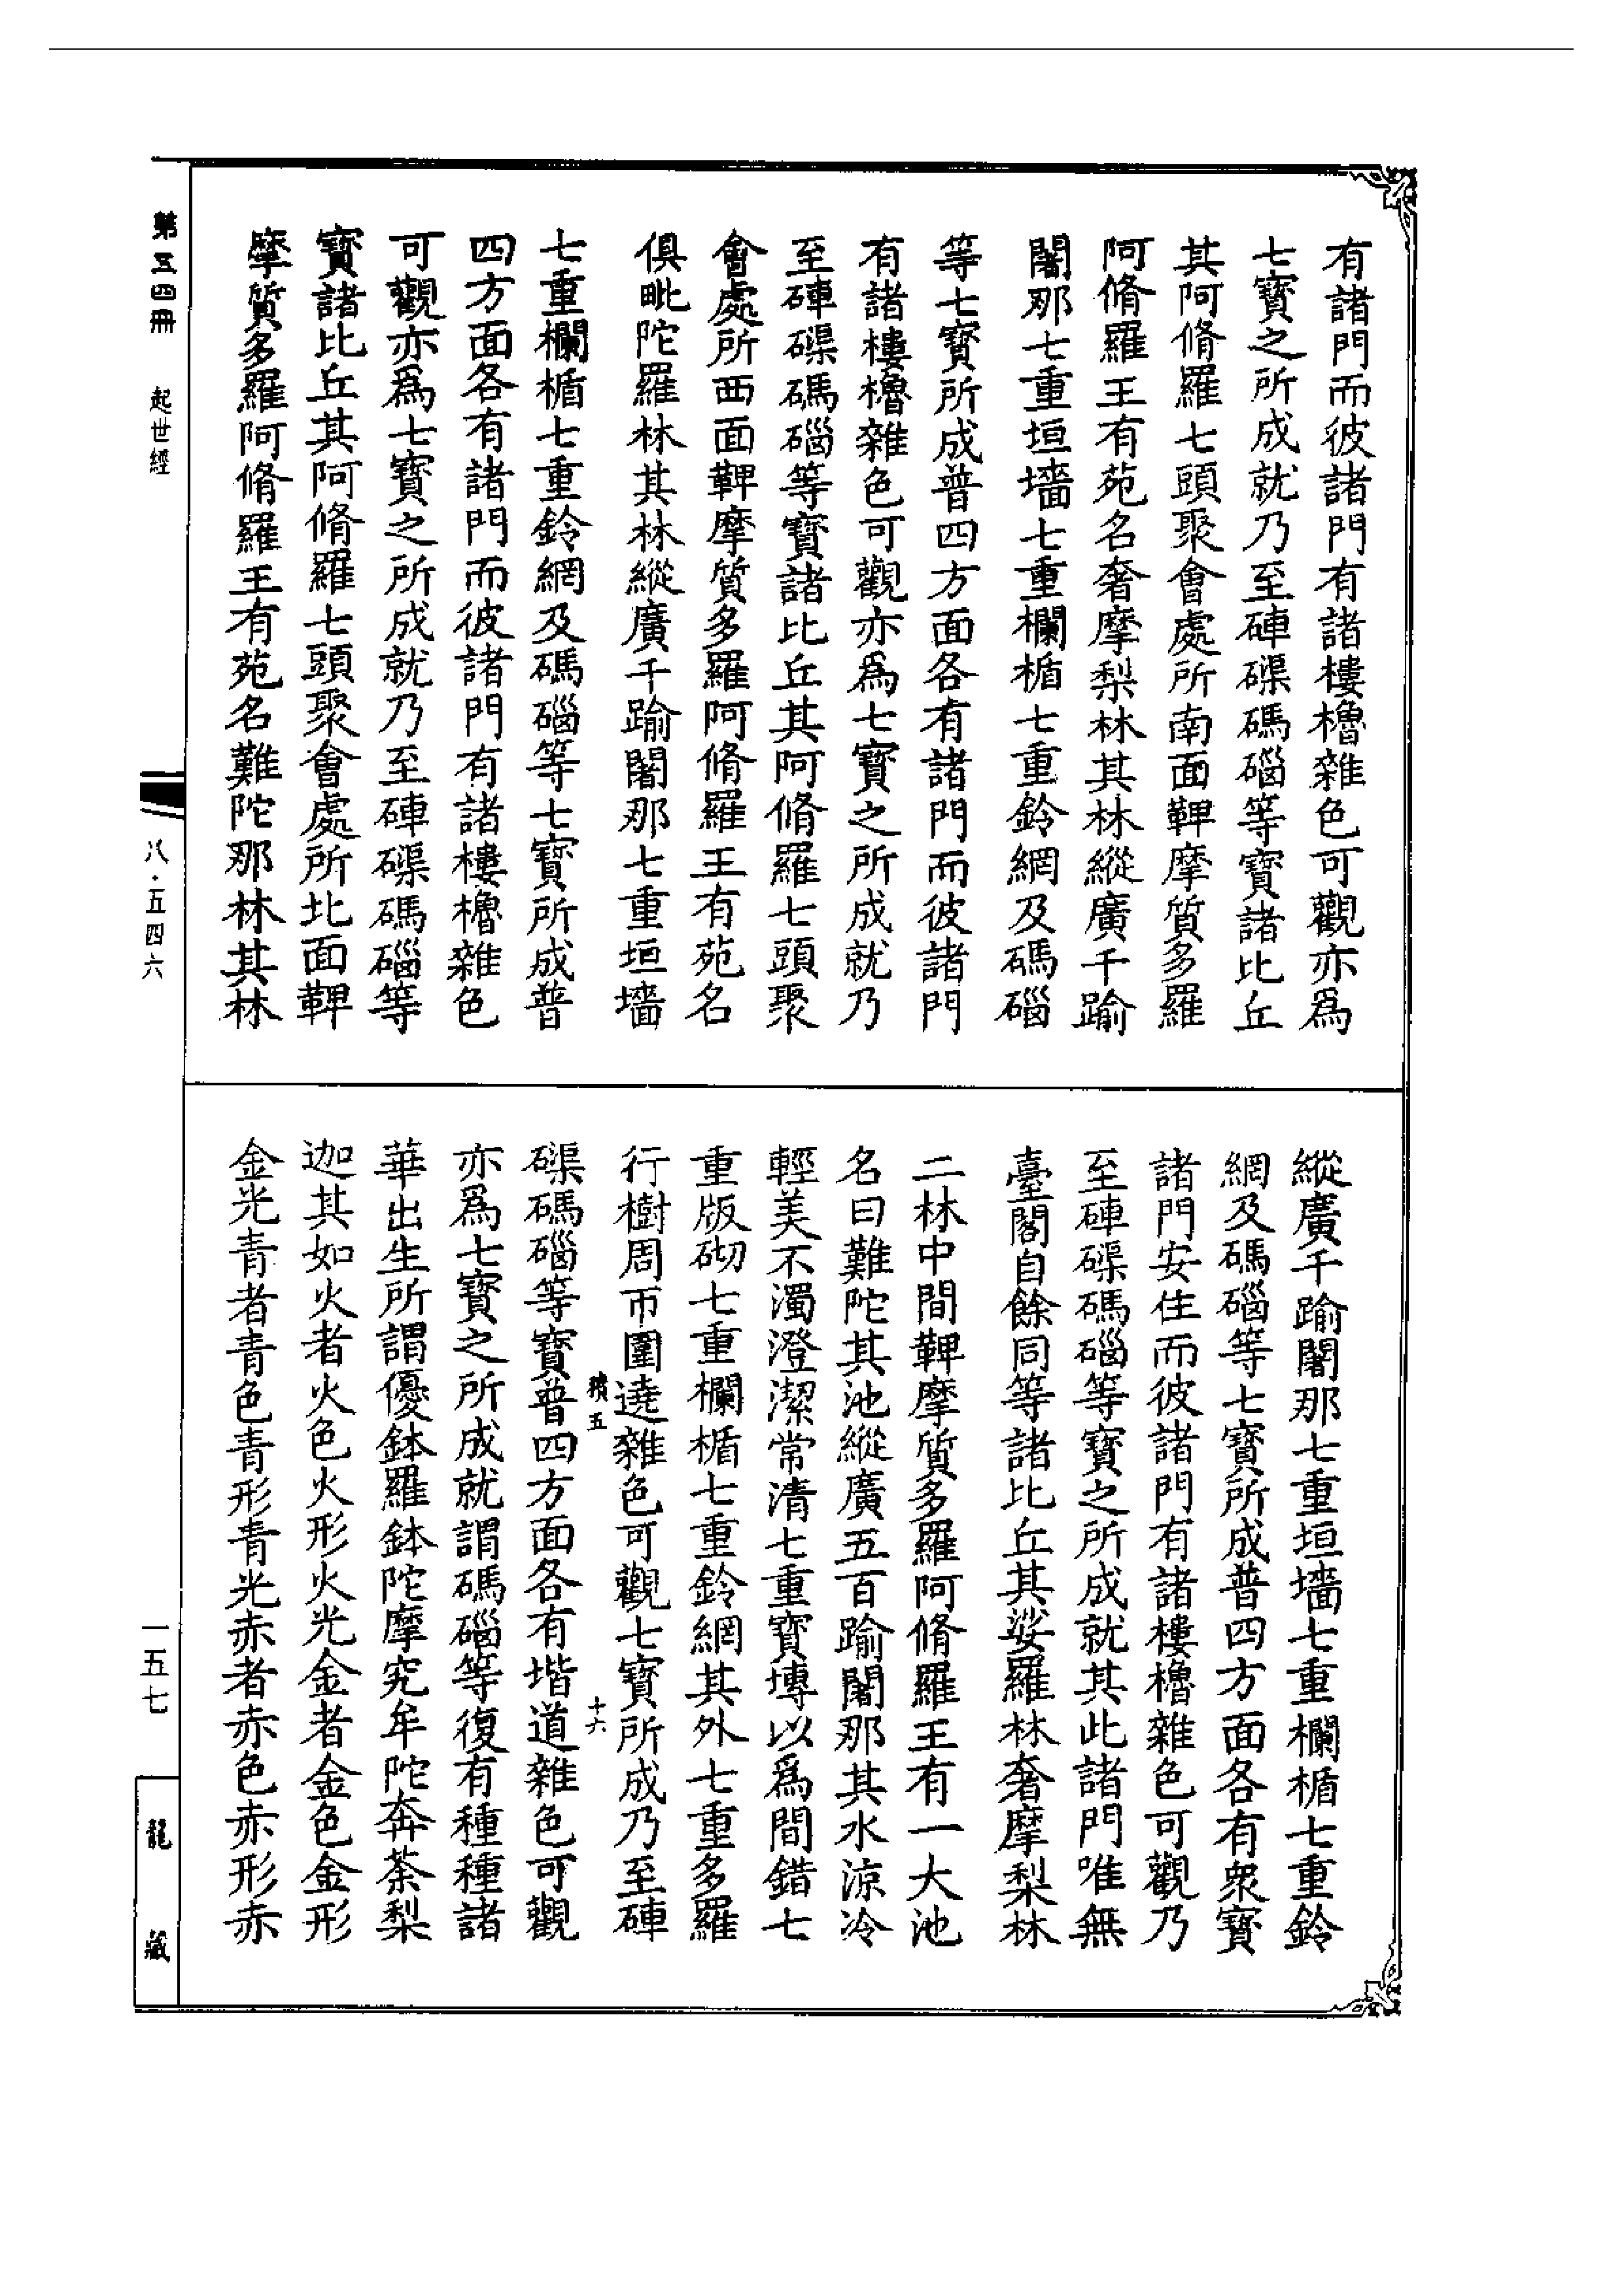 有諸門而彼諸門有諸樓櫓雜色可觀亦爲
七寶之所成就乃至硨磲碼碯等寶諸比丘
其阿脩羅七頭聚會處所南面鞞摩質多羅
阿脩羅王有苑名奢摩梨林其林縱廣千踰
闍那七重垣墻七重欄楯七重鈴網及碼碯
等七寶所成普四方面各有諸門而彼諸門
有諸樓櫓雜色可觀亦爲七寶之所成就乃
至硨磲碼碯等寶諸比丘其阿脩羅七頭聚
會處所西面鞞摩質多羅阿脩羅王有苑名
俱毗陀羅林其林縱廣千踰闍那七重垣墻
七重欄楯七重鈴網及碼碯等七寶所成普
四方面各有諸門而彼諸門有諸樓櫓雜色
可觀亦爲七寶之所成就乃至硨磲碼碯等
寶諸比丘其阿脩羅七頭聚會處所北面鞞
摩質多羅阿脩羅王有苑名難陀那林其林
縱廣千踰闍那七重垣墻七重欄楯七重鈴
網及碼碯等七寶所成普四方面各有衆寶
諸門安住而彼諸門有諸樓櫓雜色可觀乃
至硨磲碼碯等寶之所成就其此諸門唯無
臺閣自餘同等諸比丘其娑羅林奢摩梨林
二林中間鞞摩質多羅阿脩羅王有一大池
名曰難陀其池縱廣五百踰闍那其水涼冷
輕美不濁澄潔常清七重寶塼以爲間錯七
重版砌七重欄楯七重鈴網其外七重多羅
行樹周帀圍遶雜色可觀七寶所成乃至硨
積五 十六
磲碼碯等寶普四方面各有堦道雜色可觀
亦爲七寶之所成就謂碼碯等復有種種諸
華出生所謂優鉢羅鉢陀摩究牟陀奔荼梨
迦其如火者火色火形火光金者金色金形
金光青者青色青形青光赤者赤色赤形赤
第五四冊 起世經
八·五四六
一五七
龍藏